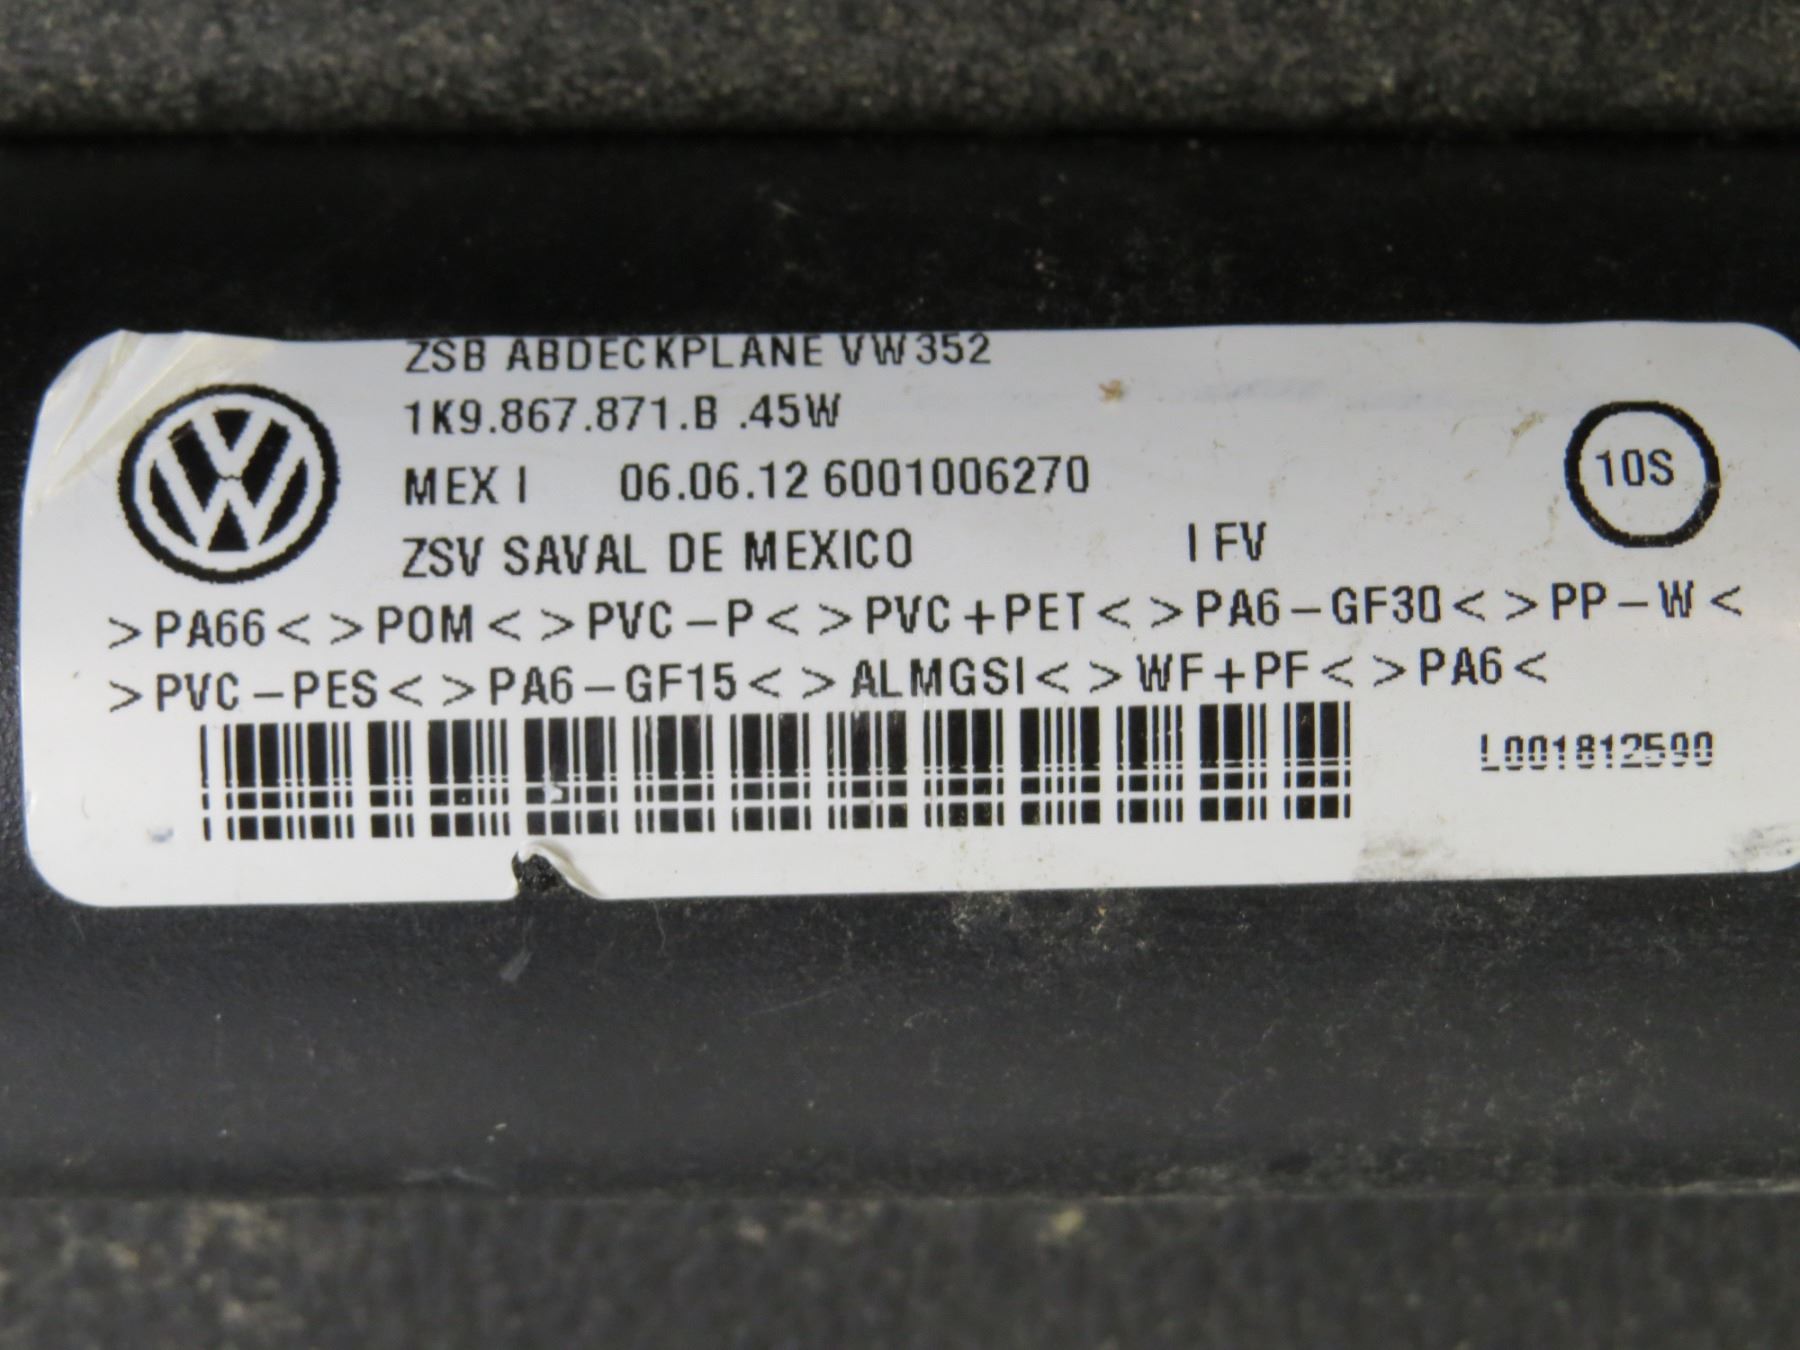 ZSB ABDECKPLANE VW352
1K9.867.871.B .45W
MEX I 06.06.12 6001006270
10S
ZSV SAVAL DE MEXICO I FV
>PA66< >POM< >PVC-P< >PVC+PET< >PA6-GF30< >PP-W<
>PVC-PES< >PA6-GF15< >ALMGSI< >WF+PF< >PA6<
L001812590